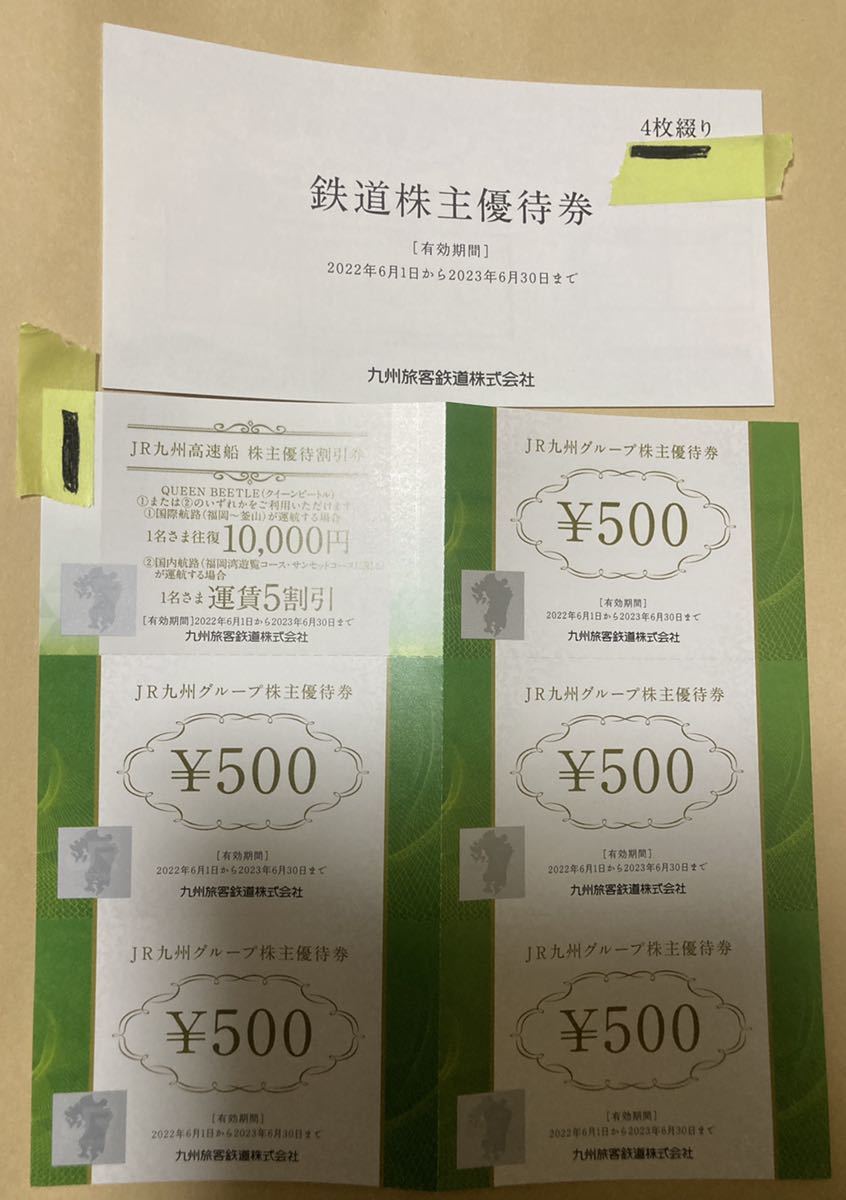 4枚綴り
鉄道株主優待券
[有効期間]
2022年6月1日から2023年6月30日まで
九州旅客鉄道株式会社
JR九州高速船 株主優待割引券
QUEEN BEETLE(クイーンビートル)
①または②のいずれかをご利用いただけます
①国際航路(福岡~釜山)が運航する場合
1名さま往復10,000円
②国内航路(福岡湾遊覧コース・サンセットコース
が運航する場合
1名さま 運賃5割引
[有効期間]2022年6月1日から2023年6月30日まで
九州旅客鉄道株式会社
JR九州グループ株主優待券
¥500
[有効期間]
2022年6月1日から2023年6月30日まで
九州旅客鉄道株式会社
JR九州グループ株主優待券
¥500
[有効期間]
2022年6月1日から2023年6月30日まで
九州旅客鉄道株式会社
JR九州グループ株主優待券
¥500
[有効期間]
2022年6月1日から2023年6月30日まで
九州旅客鉄道株式会社
JR九州グループ株主優待券
¥500
[有効期間]
2022年6月1日から2023年6月30日まで
九州旅客鉄道株式会社
JR九州グループ株主優待券
¥500
[有効期間]
2022年6月1日から2023年6月30日まで
九州旅客鉄道株式会社